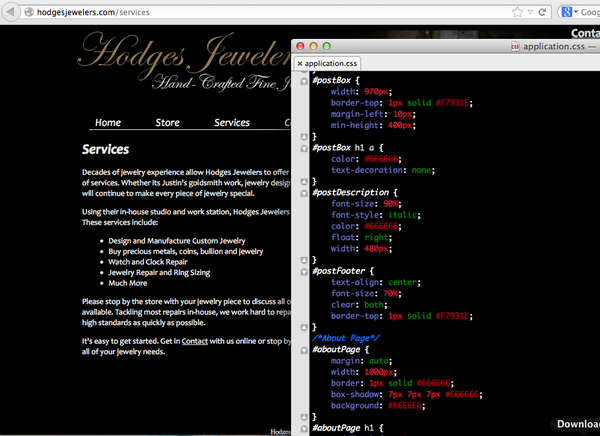 hodgesjewelers.com/services
Goog
Conta
Hodges Jeweler
Hand-Crafted Fine J
Home Store Services C
Services
Decades of jewelry experience allow Hodges Jewelers to offer
of services. Whether its Justin's goldsmith work, jewelry design
will continue to make every piece of jewelry special.
Using their in-house studio and work station, Hodges Jewelers
These services include:
• Design and Manufacture Custom Jewelry
• Buy precious metals, coins, bullion and jewelry
• Watch and Clock Repair
• Jewelry Repair and Ring Sizing
• Much More
Please stop by the store with your jewelry piece to discuss all o
available. Tackling most repairs in-house, we work hard to repa
high standards as quickly as possible.
It's easy to get started. Get in Contact with us online or stop by
all of your jewelry needs.
Hodges
application.css —
application.css
}
#postBox {
width: 970px;
border-top: 1px solid #F7931E;
margin-left: 10px;
min-height: 400px;
}
#postBox h1 a {
color: #666666;
text-decoration: none;
}
#postDescription {
font-size: 90%;
font-style: italic;
color: #666666;
float: right;
width: 480px;
}
#postFooter {
text-align: center;
font-size: 70%;
clear: both;
border-top: 1px solid #F7931E;
}
/*About Page*/
#aboutPage {
margin: auto;
width: 1000px;
border: 1px solid #666666;
box-shadow: 7px 7px 7px #666666;
background: #E6E8E6;
}
#aboutPage h1 {
Download